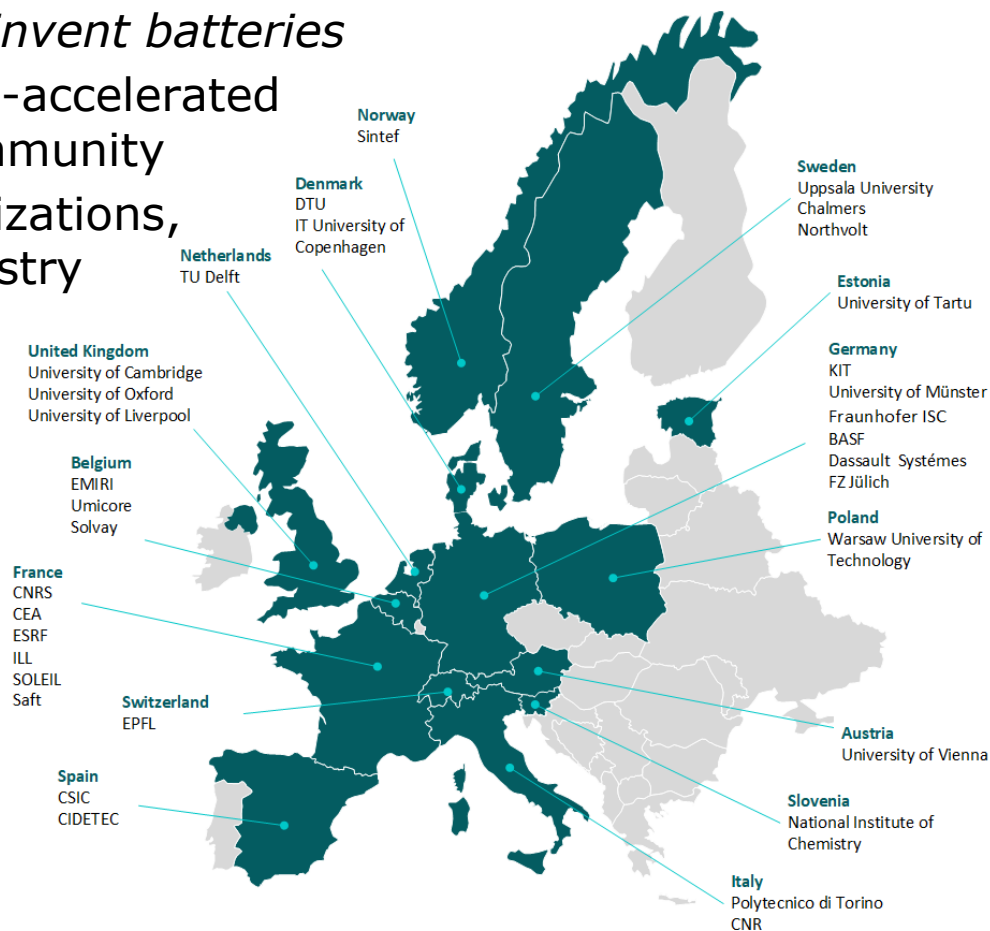 invent batteries
-accelerated
munity
izations,
stry
Norway
Sintef
Denmark
DTU
IT University of
Copenhagen
Netherlands
TU Delft
Sweden
Uppsala University
Chalmers
Northvolt
Estonia
University of Tartu
United Kingdom
University of Cambridge
University of Oxford
University of Liverpool
Germany
KIT
University of Münster
Fraunhofer ISC
BASF
Dassault Systémes
FZ Jülich
Belgium
EMIRI
Umicore
Solvay
Poland
Warsaw University of
Technology
France
CNRS
CEA
ESRF
ILL
SOLEIL
Saft
Switzerland
EPFL
Austria
University of Vienna
Spain
CSIC
CIDETEC
Slovenia
National Institute of
Chemistry
Italy
Polytecnico di Torino
CNR